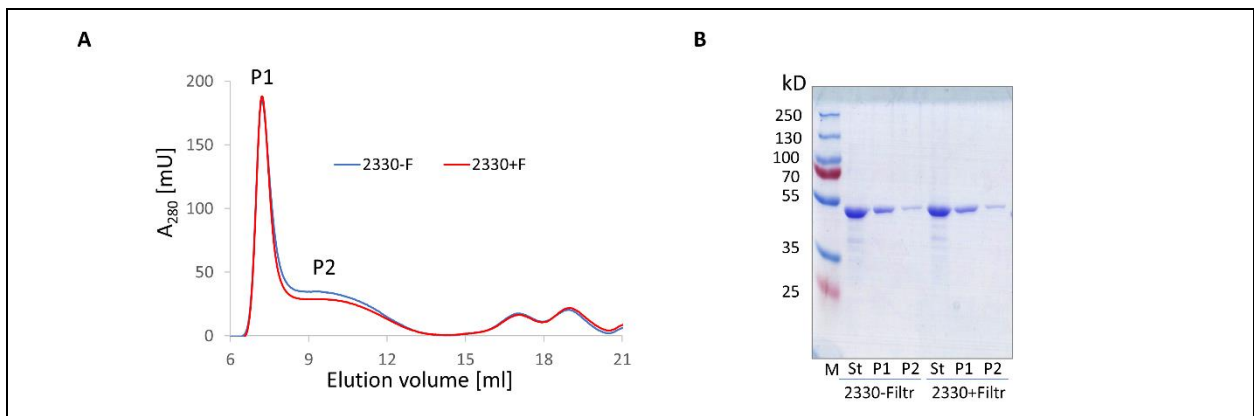 A
P1
200
150
100
50
0
A280 [mU]
2330-F 2330+F
P2
6 9 12 15 18 21
Elution volume [ml]
B
kD
250
130
100
70
55
35
25
M St P1 P2 St P1 P2
2330-Filtr 2330+Filtr